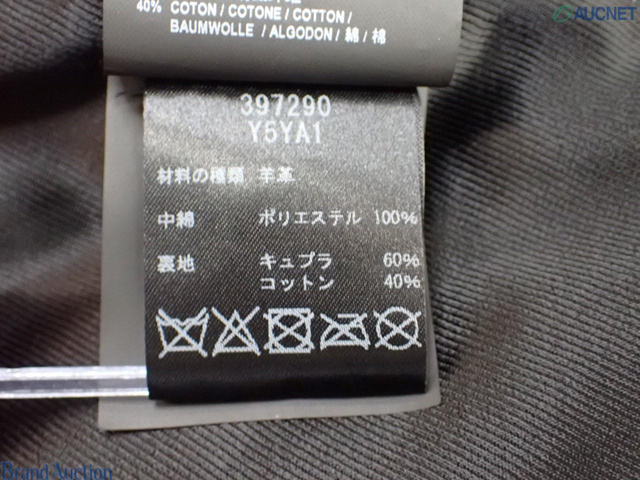 40% COTON / COTONE / COTTON /
BAUMWOLLE / ALGODON / 綿 / 棉
AUCNET
397290
Y5YA1
材料の種類 羊革
中綿 ポリエステル 100%
裏地 キュプラ 60%
コットン 40%
Brand Auction